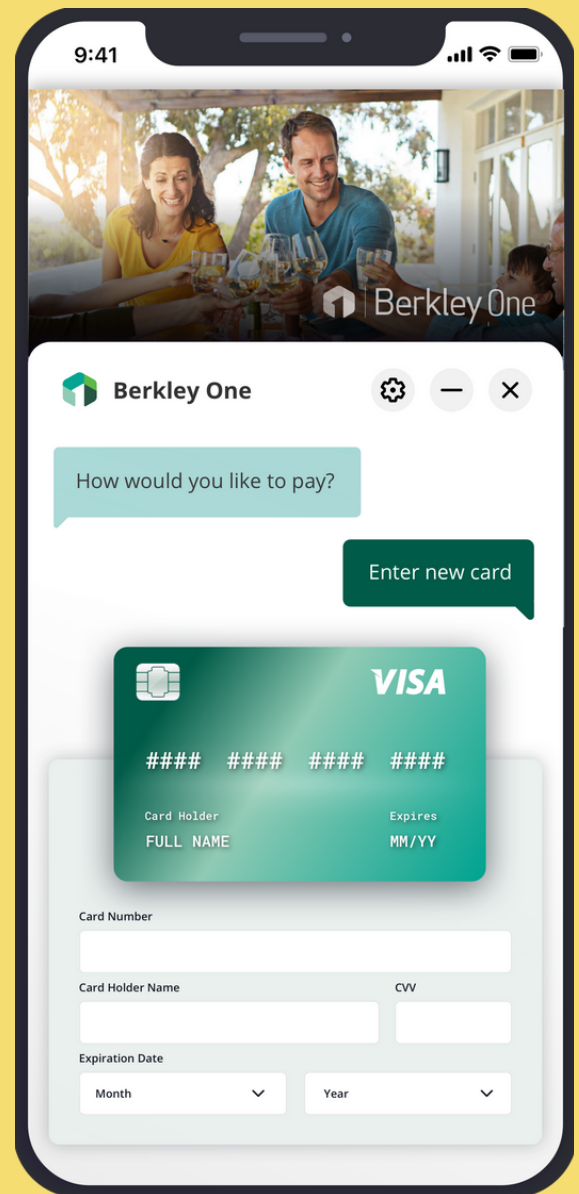 9:41
Berkley One
Berkley One
How would you like to pay?
Enter new card
VISA
#### #### #### ####
Card Holder Expires
FULL NAME MM/YY
Card Number
Card Holder Name CVV
Expiration Date
Month Year